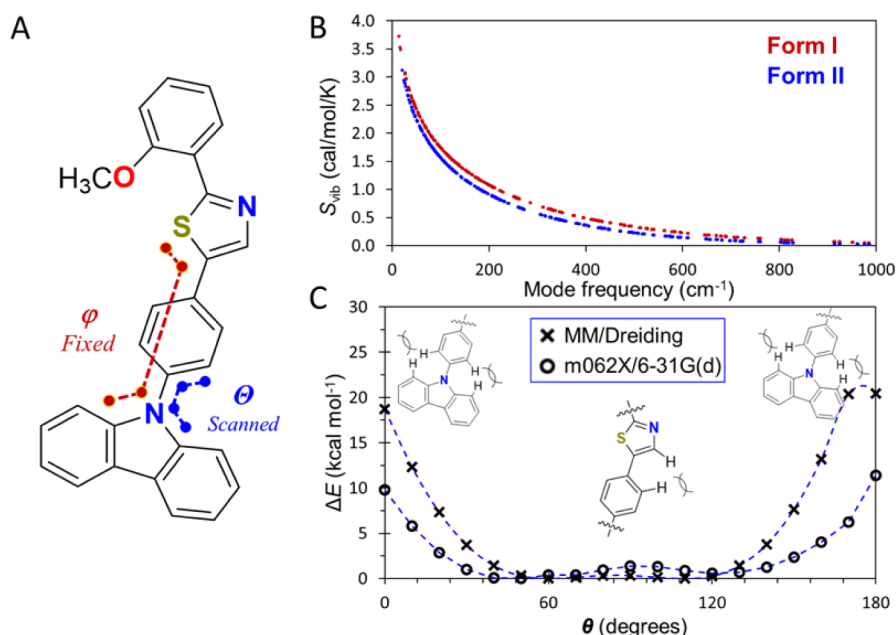 A
H₃C
O
S
N
φ
Fixed
N
Θ
Scanned
B
Form I
Form II
4.0
3.5
3.0
2.5
2.0
1.5
1.0
0.5
0.0
Svib (cal/mol/K)
0 200 400 600 800 1000
Mode frequency (cm⁻¹)
C
MM/Dreiding
m062X/6-31G(d)
30
25
20
15
10
5
0
ΔE (kcal mol⁻¹)
H
H
N
S
N
H
H
H
H
N
0 60 120 180
θ (degrees)